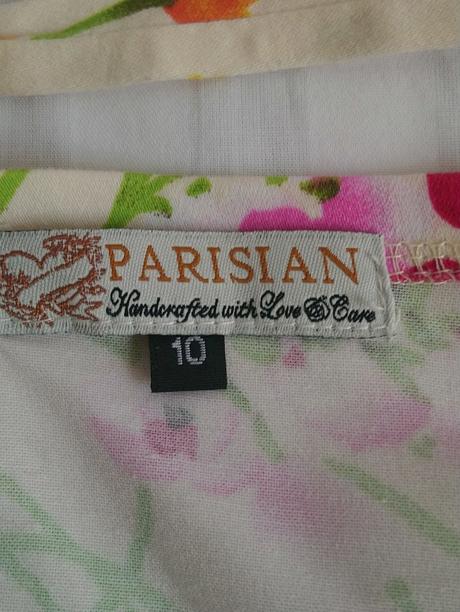 PARISIAN
Handcrafted with Love & Care
10